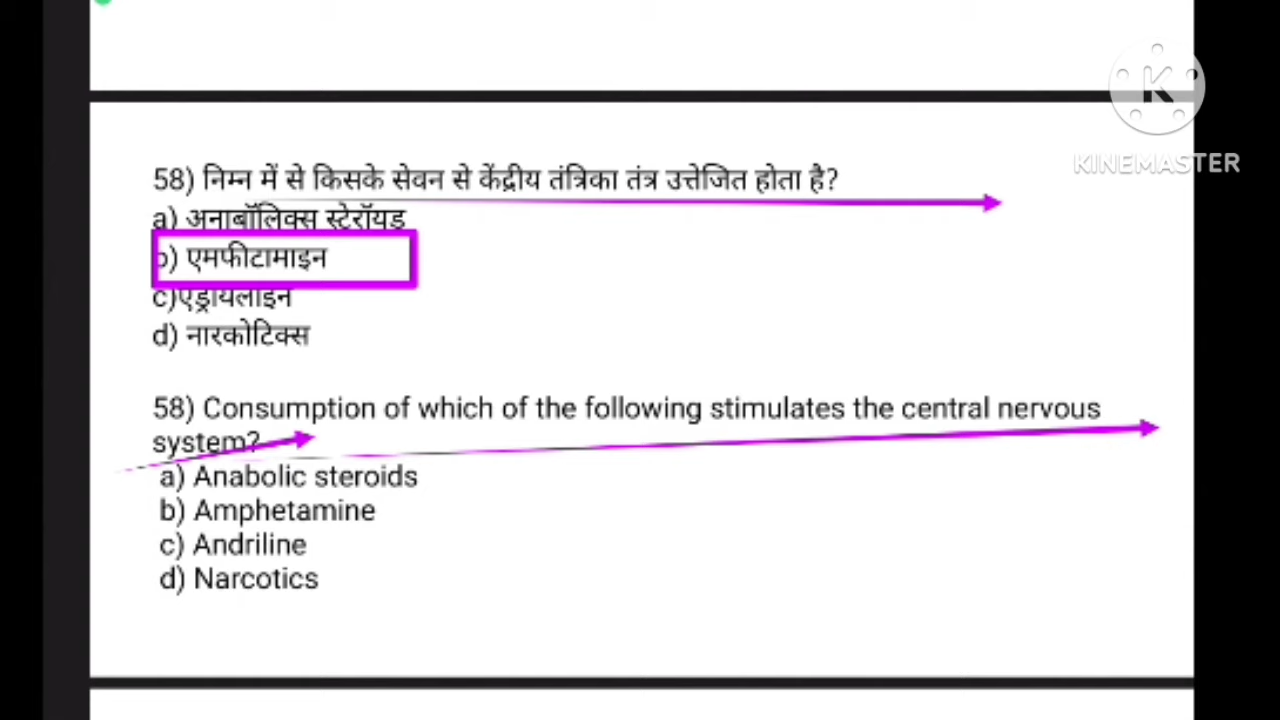 K
KINEMASTER
58) निम्न में से किसके सेवन से केंद्रीय तंत्रिका तंत्र उत्तेजित होता है?
a) अनाबॉलिक्स स्टेरॉयड
b) एमफीटामाइन
c)एड्रायलाइन
d) नारकोटिक्स
58) Consumption of which of the following stimulates the central nervous
system?
a) Anabolic steroids
b) Amphetamine
c) Andriline
d) Narcotics